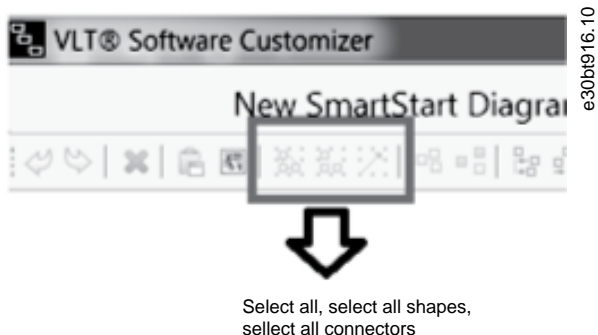 VLT® Software Customizer
New SmartStart Diagra
Select all, select all shapes,
sellect all connectors
e30bt916.10